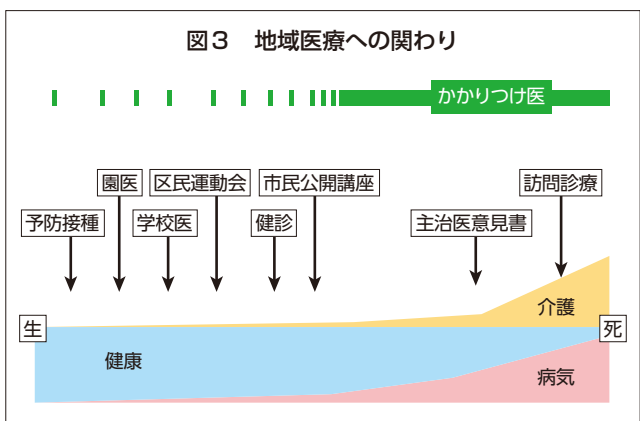 図3 地域医療への関わり
かかりつけ医
園医
区民運動会
市民公開講座
訪問診療
予防接種
学校医
健診
主治医意見書
介護
生
死
健康
病気